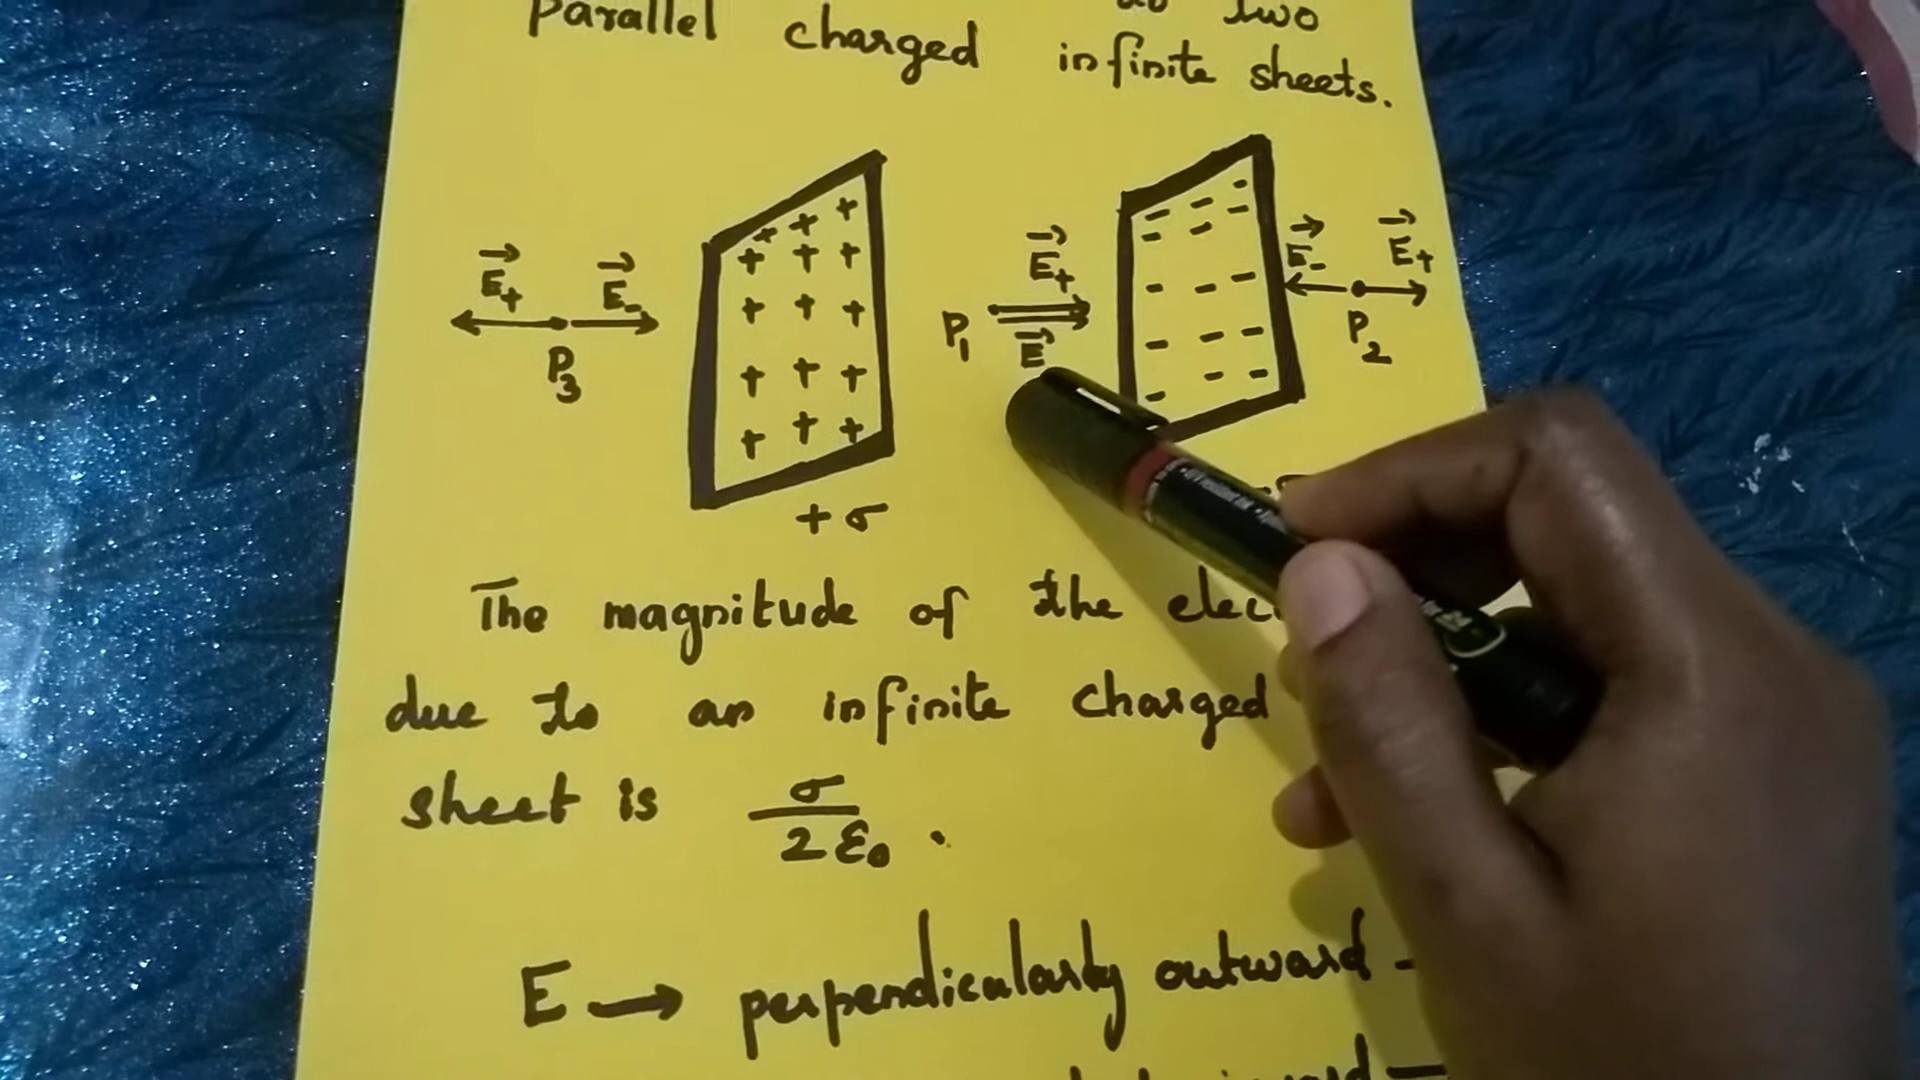 parallel charged
two
infinite sheets.
E+ E-
P3
+ σ
P1
E+
E
E- E+
P2
The magnitude of the
due to an infinite charged
sheet is σ/2ε0 .
E → perpendicularly outward -